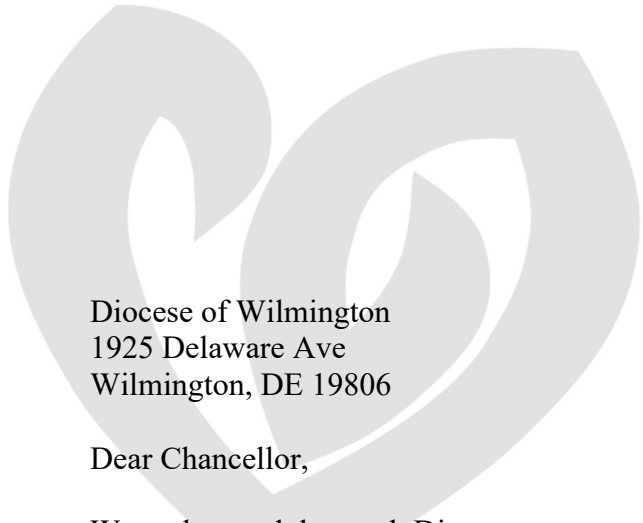 Diocese of Wilmington
1925 Delaware Ave
Wilmington, DE 19806
Dear Chancellor,